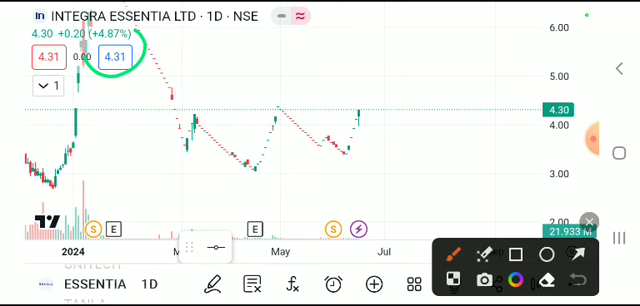 in INTEGRA ESSENTIA LTD · 1D · NSE
4.30 +0.20 (+4.87%)
4.31 0.00 4.31
1
6.00
5.00
4.30
4.00
3.00
2.00
S E E S
21.933 M
2024 May Jul
ESSENTIA 1D